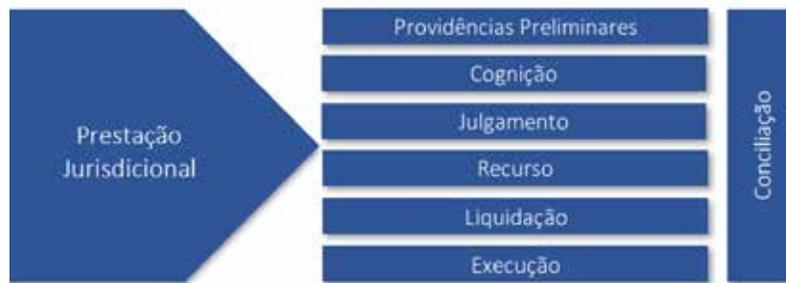 Prestação
Jurisdicional
Providências Preliminares
Cognição
Julgamento
Recurso
Liquidação
Execução
Conciliação